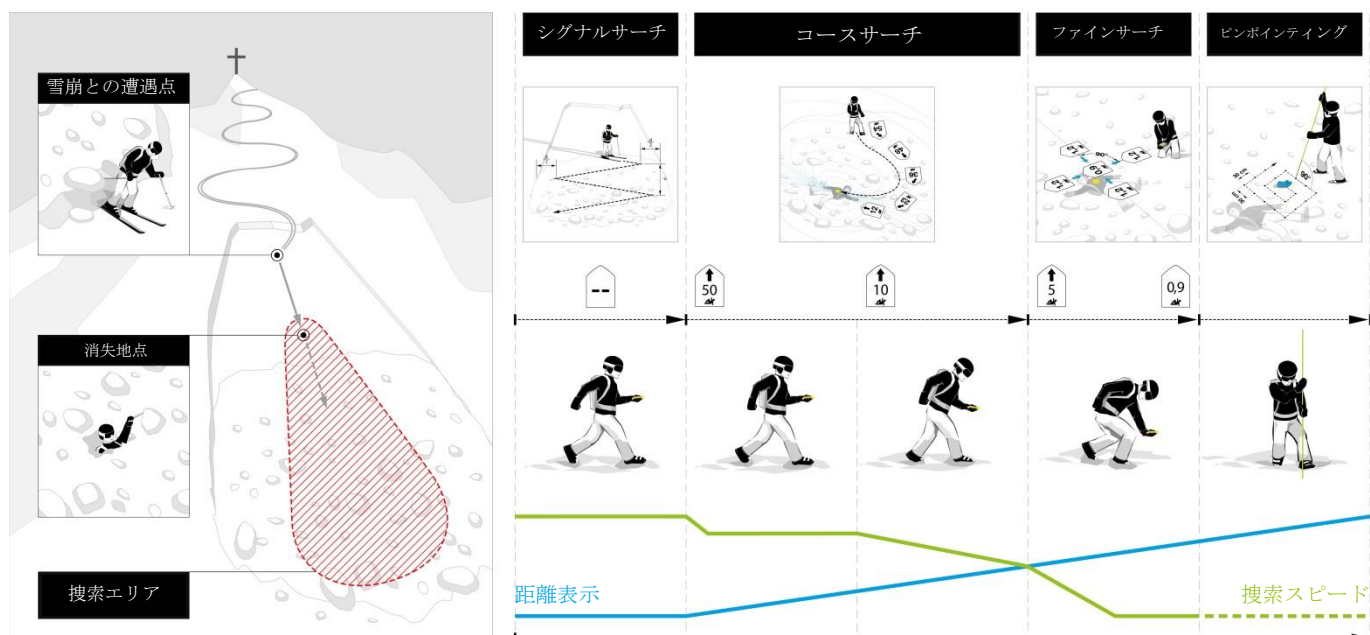 雪崩との遭遇点
消失地点
捜索エリア
シグナルサーチ
コースサーチ
ファインサーチ
ピンポインティング
--
50
10
5
0,9
距離表示
捜索スピード